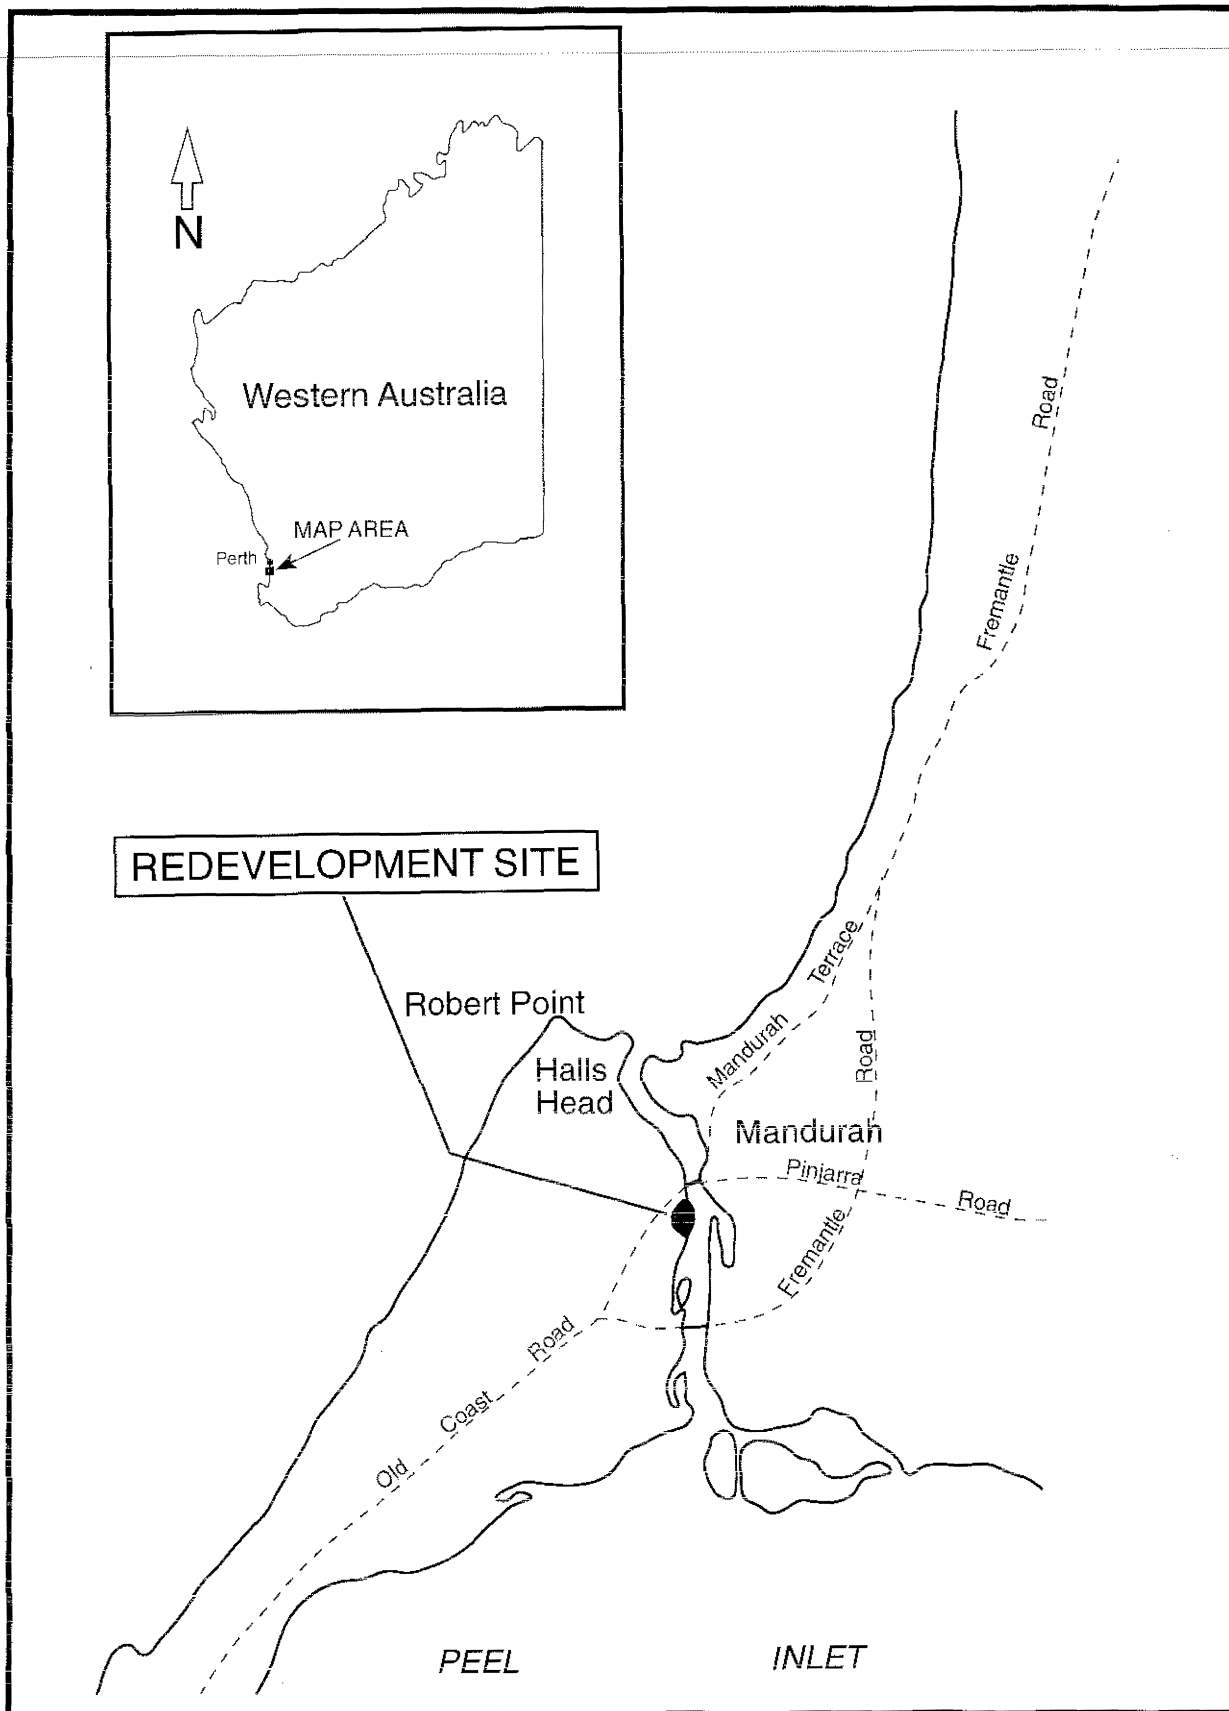 N
Western Australia
MAP AREA
Perth
Road
Fremantle
REDEVELOPMENT SITE
Terrace
Robert Point
Mandurah
Road
Halls
Head
Mandurah
Pinjarra
Road
Fremantle
Road
Coast
Old
PEEL
INLET